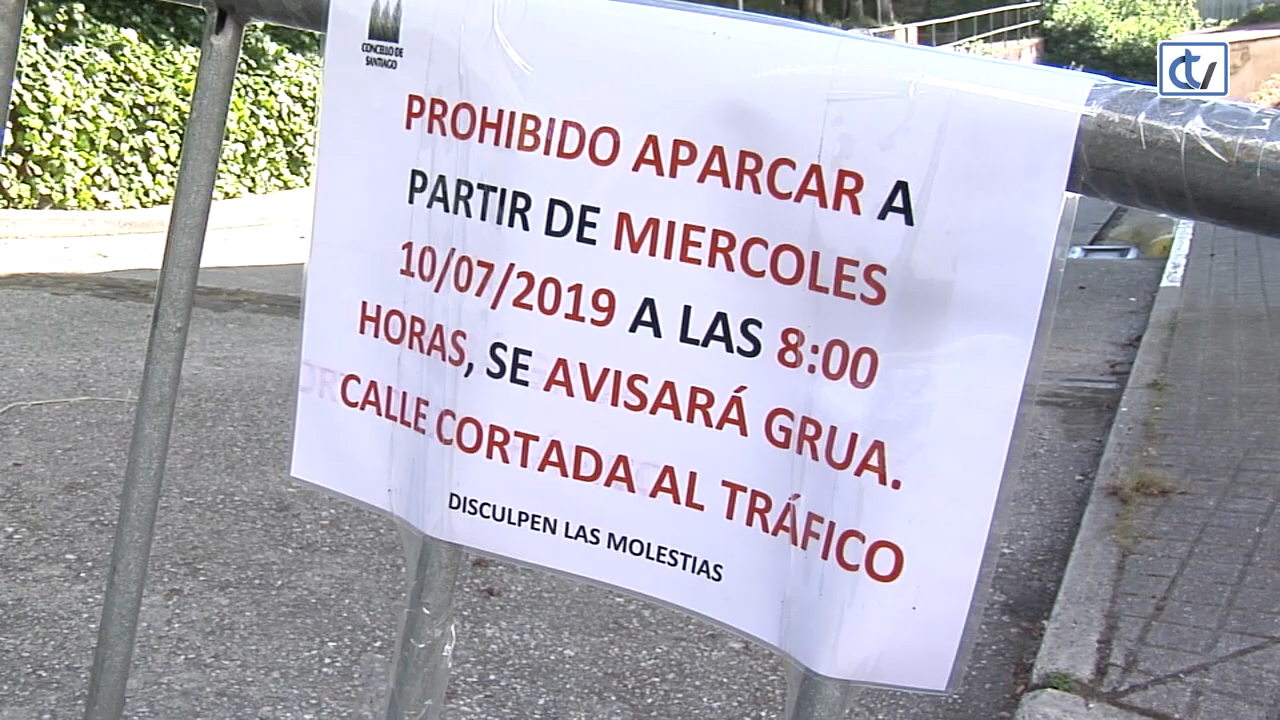 CONCELLO DE
SANTIAGO
PROHIBIDO APARCAR A
PARTIR DE MIERCOLES
10/07/2019 A LAS 8:00
HORAS, SE AVISARÁ GRUA.
CALLE CORTADA AL TRÁFICO
DISCULPEN LAS MOLESTIAS
ctv